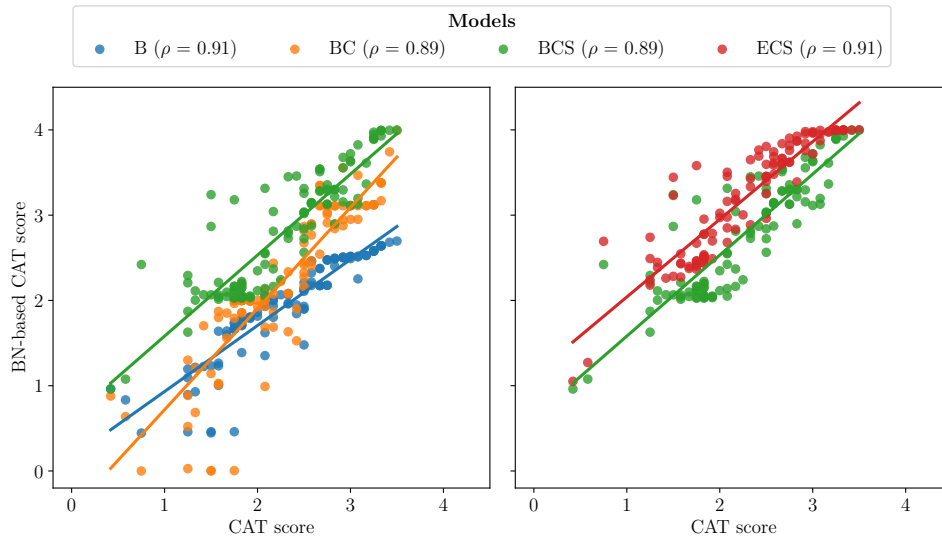 Models
B (ρ = 0.91) BC (ρ = 0.89) BCS (ρ = 0.89) ECS (ρ = 0.91)
BN-based CAT score
4
3
2
1
0
0 1 2 3 4
0 1 2 3 4
CAT score
CAT score